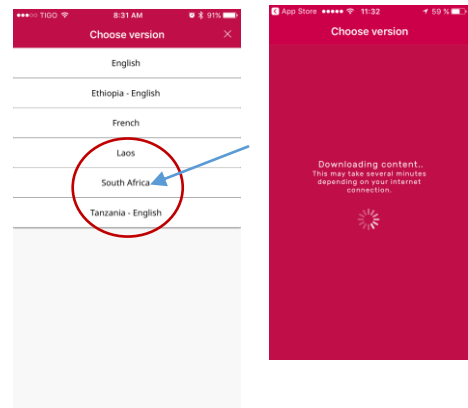 ●●●○○ TIGO 8:31 AM 91%
Choose version ×
English
Ethiopia - English
French
Laos
South Africa
Tanzania - English
App Store ●●●●● 11:32 59 %
Choose version
Downloading content..
This may take several minutes
depending on your internet
connection.